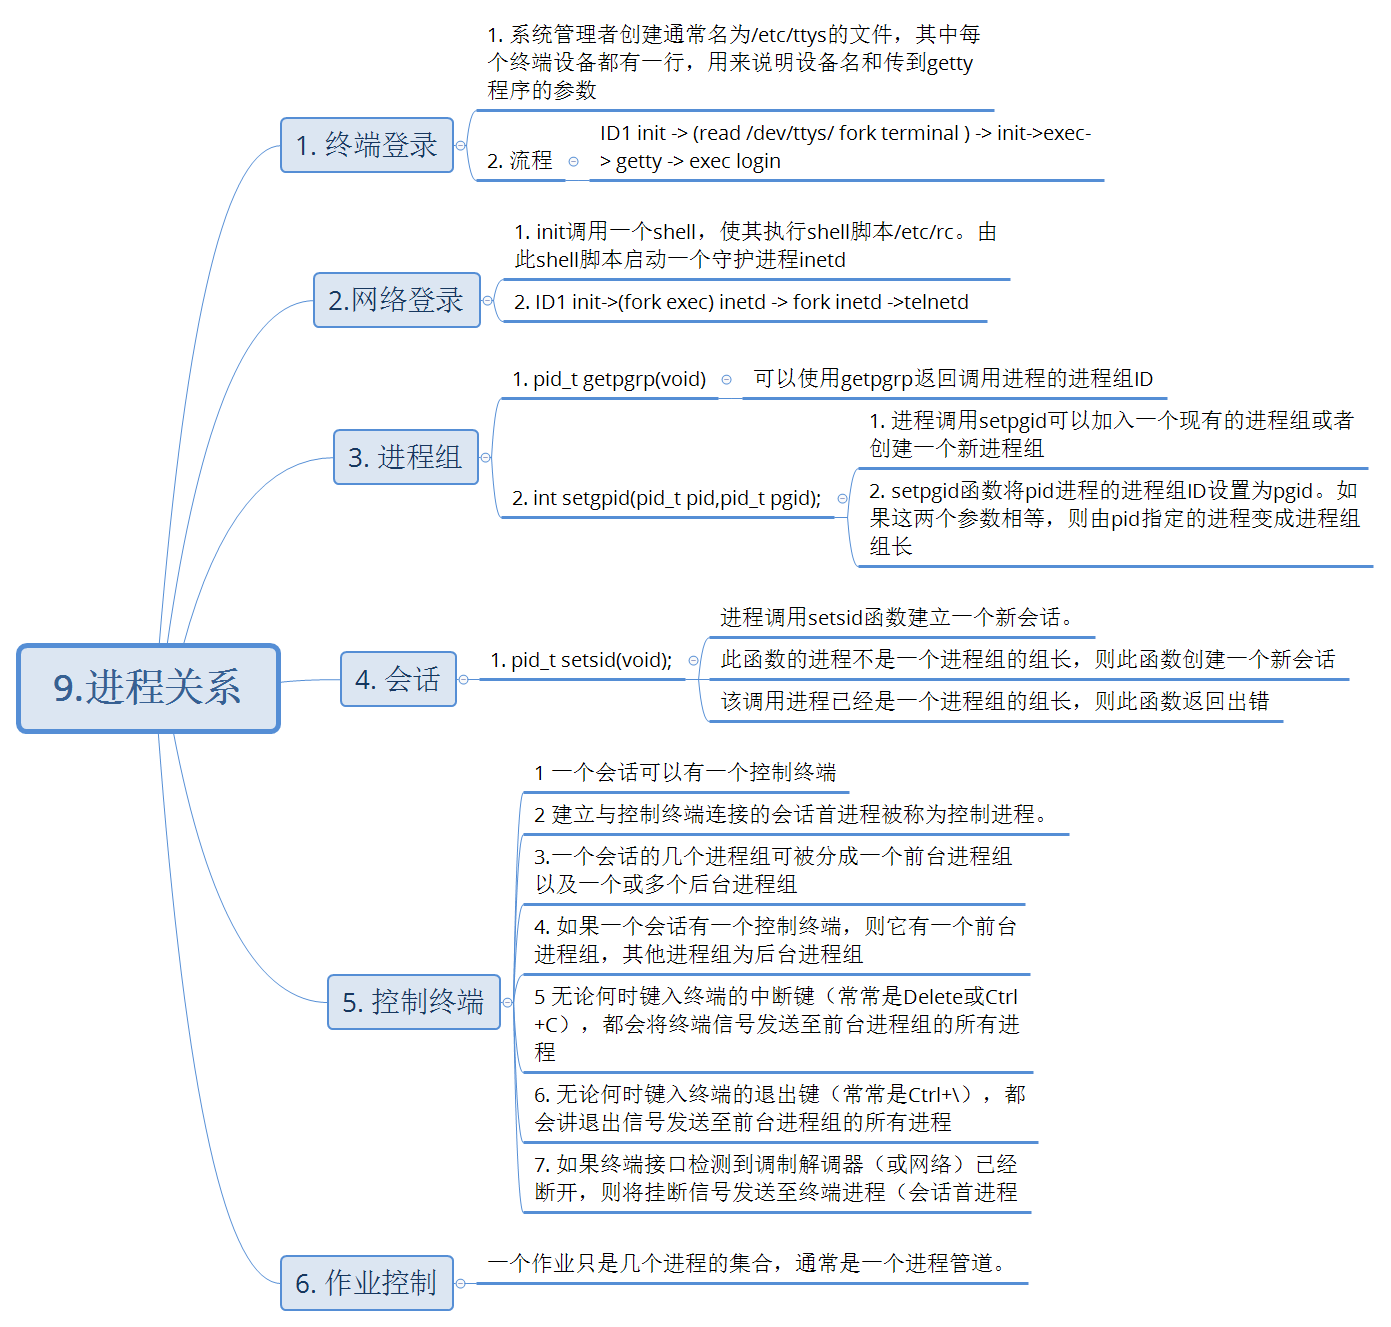 9.进程关系
1. 终端登录
1. 系统管理者创建通常名为/etc/ttys的文件，其中每
个终端设备都有一行，用来说明设备名和传到getty
程序的参数
2. 流程
ID1 init -> (read /dev/ttys/ fork terminal ) -> init->exec-
> getty -> exec login
2.网络登录
1. init调用一个shell，使其执行shell脚本/etc/rc。由
此shell脚本启动一个守护进程inetd
2. ID1 init->(fork exec) inetd -> fork inetd ->telnetd
3. 进程组
1. pid_t getpgrp(void)
可以使用getpgrp返回调用进程的进程组ID
2. int setgpid(pid_t pid,pid_t pgid);
1. 进程调用setpgid可以加入一个现有的进程组或者
创建一个新进程组
2. setpgid函数将pid进程的进程组ID设置为pgid。如
果这两个参数相等，则由pid指定的进程变成进程组
组长
4. 会话
1. pid_t setsid(void);
进程调用setsid函数建立一个新会话。
此函数的进程不是一个进程组的组长，则此函数创建一个新会话
该调用进程已经是一个进程组的组长，则此函数返回出错
5. 控制终端
1 一个会话可以有一个控制终端
2 建立与控制终端连接的会话首进程被称为控制进程。
3.一个会话的几个进程组可被分成一个前台进程组
以及一个或多个后台进程组
4. 如果一个会话有一个控制终端，则它有一个前台
进程组，其他进程组为后台进程组
5 无论何时键入终端的中断键（常常是Delete或Ctrl
+C），都会将终端信号发送至前台进程组的所有进
程
6. 无论何时键入终端的退出键（常常是Ctrl+\），都
会讲退出信号发送至前台进程组的所有进程
7. 如果终端接口检测到调制解调器（或网络）已经
断开，则将挂断信号发送至终端进程（会话首进程
6. 作业控制
一个作业只是几个进程的集合，通常是一个进程管道。